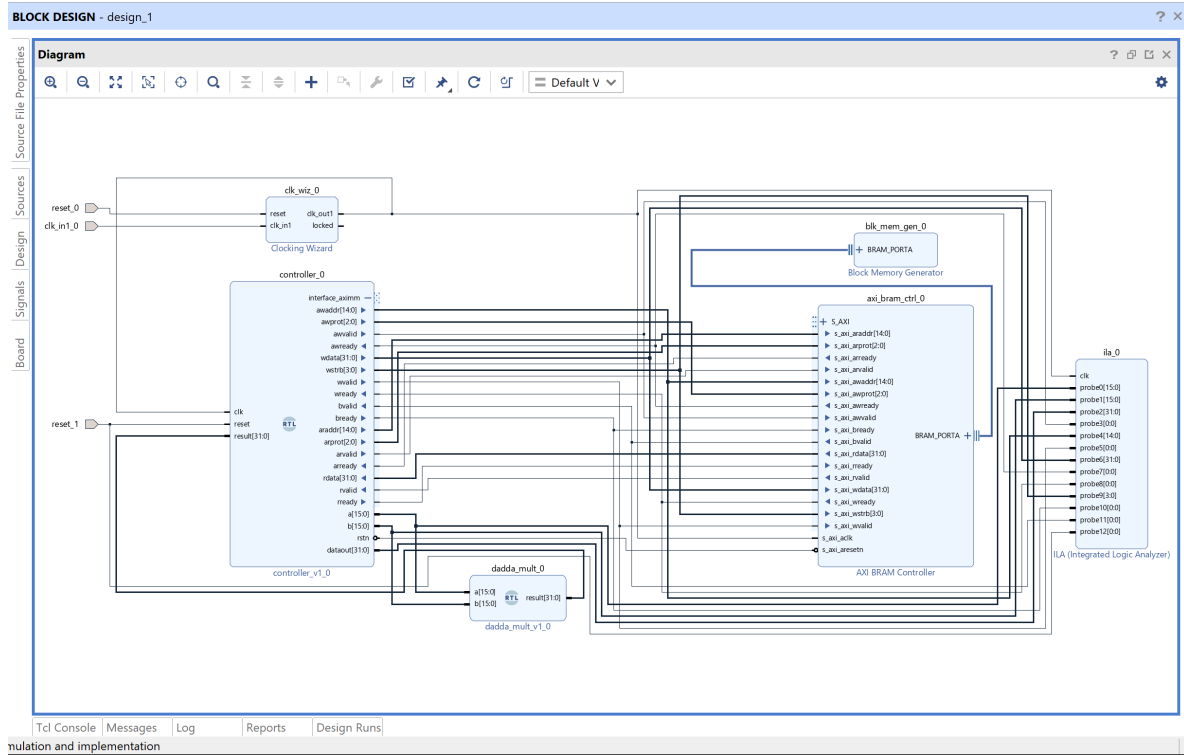 BLOCK DESIGN - design_1
? ×
Source File Properties
Sources
Design
Signals
Board
Diagram
Default V
reset_0
clk_in1_0
clk_wiz_0
reset
clk_in1
clk_out1
locked
Clocking Wizard
controller_0
interface_aximm
awaddr[14:0]
awprot[2:0]
awvalid
awready
wdata[31:0]
wstrb[3:0]
wvalid
wready
bvalid
bready
araddr[14:0]
arprot[2:0]
arvalid
arready
rdata[31:0]
rvalid
rready
a[15:0]
b[15:0]
rstn
dataout[31:0]
clk
reset
result[31:0]
RTL
controller_v1_0
reset_1
dadda_mult_0
a[15:0]
b[15:0]
RTL
result[31:0]
dadda_mult_v1_0
blk_mem_gen_0
BRAM_PORTA
Block Memory Generator
axi_bram_ctrl_0
S_AXI
s_axi_araddr[14:0]
s_axi_arprot[2:0]
s_axi_arready
s_axi_arvalid
s_axi_awaddr[14:0]
s_axi_awprot[2:0]
s_axi_awready
s_axi_awvalid
s_axi_bready
s_axi_bvalid
s_axi_rdata[31:0]
s_axi_rready
s_axi_rvalid
s_axi_wdata[31:0]
s_axi_wready
s_axi_wstrb[3:0]
s_axi_wvalid
s_axi_aclk
s_axi_aresetn
BRAM_PORTA
AXI BRAM Controller
ila_0
clk
probe0[15:0]
probe1[15:0]
probe2[31:0]
probe3[0:0]
probe4[14:0]
probe5[0:0]
probe6[31:0]
probe7[0:0]
probe8[0:0]
probe9[3:0]
probe10[0:0]
probe11[0:0]
probe12[0:0]
ILA (Integrated Logic Analyzer)
Tcl Console
Messages
Log
Reports
Design Runs
mulation and implementation